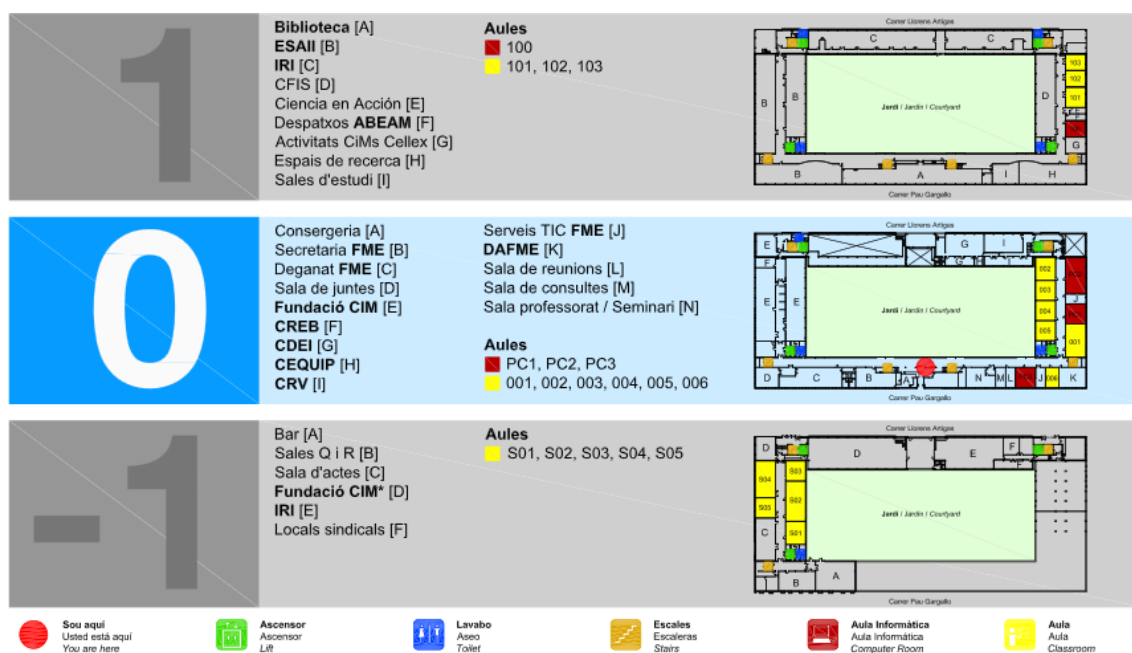 1
Biblioteca [A]
ESAII [B]
IRI [C]
CFIS [D]
Ciencia en Acción [E]
Despatxos ABEAM [F]
Activitats CiMs Cellex [G]
Espais de recerca [H]
Sales d'estudi [I]
Aules
100
101, 102, 103
Carrer Llorens Artigas
C
C
B
B
D
103
102
101
Jardí / Jardín / Courtyard
G
B
A
I
H
Carrer Pau Gargallo
0
Consergeria [A]
Secretaria FME [B]
Deganat FME [C]
Sala de juntes [D]
Fundació CIM [E]
CREB [F]
CDEI [G]
CEQUIP [H]
CRV [I]
Serveis TIC FME [J]
DAFME [K]
Sala de reunions [L]
Sala de consultes [M]
Sala professorat / Seminari [N]
Aules
PC1, PC2, PC3
001, 002, 003, 004, 005, 006
Carrer Llorens Artigas
E
G
I
F
G
H
002
003
004
005
E
E
J
001
Jardí / Jardín / Courtyard
D
C
B
A
N
M
L
J
006
K
Carrer Pau Gargallo
-1
Bar [A]
Sales Q i R [B]
Sala d'actes [C]
Fundació CIM* [D]
IRI [E]
Locals sindicals [F]
Aules
S01, S02, S03, S04, S05
Carrer Llorens Artigas
D
D
E
F
F
S03
S04
S02
S05
S01
C
Jardí / Jardín / Courtyard
B
A
Carrer Pau Gargallo
Sou aquí
Usted está aquí
You are here
Ascensor
Ascensor
Lift
Lavabo
Aseo
Toilet
Escales
Escaleras
Stairs
Aula Informàtica
Aula Informática
Computer Room
Aula
Aula
Classroom